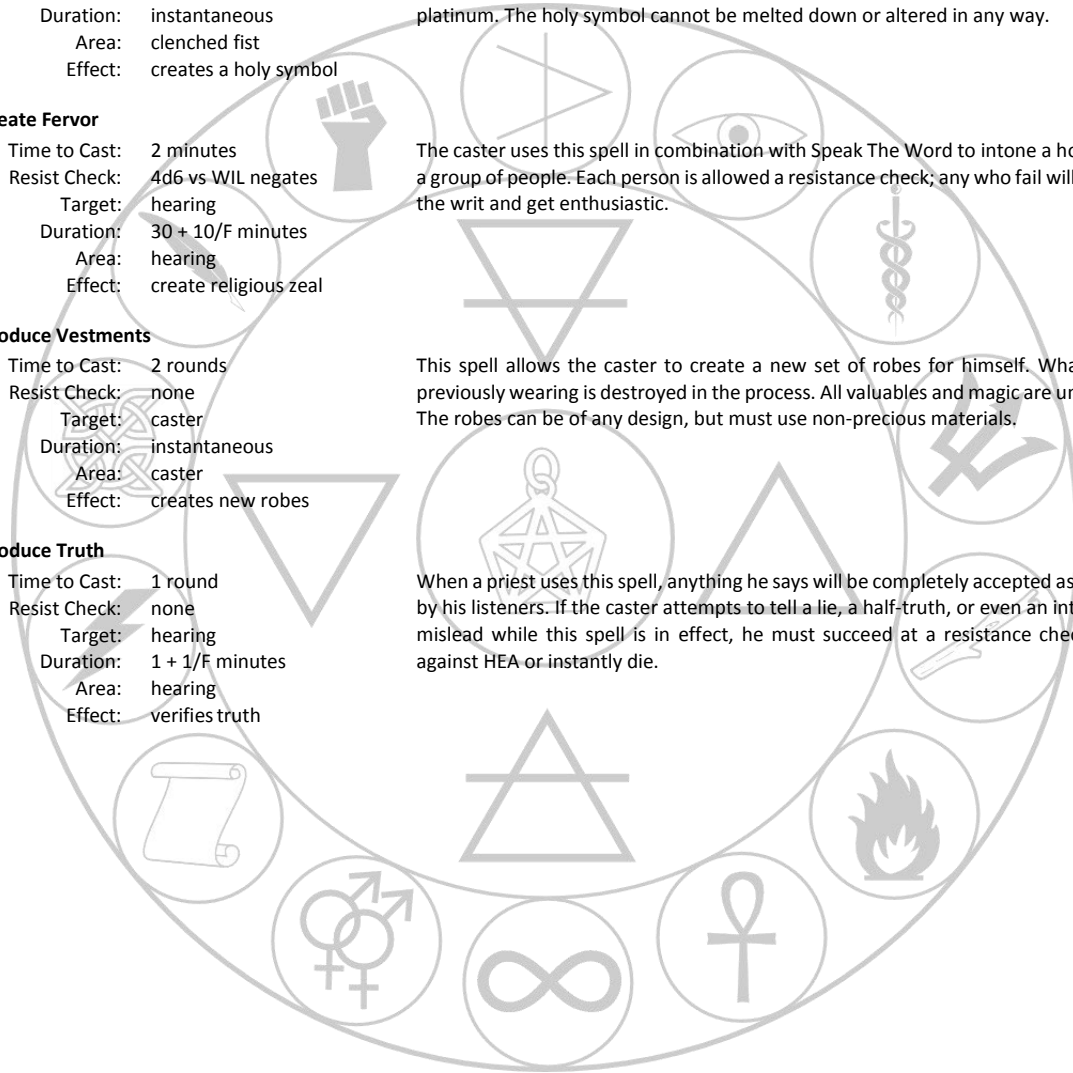 Duration: instantaneous
Area: clenched fist
Effect: creates a holy symbol
platinum. The holy symbol cannot be melted down or altered in any way.
eate Fervor
Time to Cast: 2 minutes
Resist Check: 4d6 vs WIL negates
Target: hearing
Duration: 30 + 10/F minutes
Area: hearing
Effect: create religious zeal
The caster uses this spell in combination with Speak The Word to intone a ho
a group of people. Each person is allowed a resistance check; any who fail will
the writ and get enthusiastic.
oduce Vestments
Time to Cast: 2 rounds
Resist Check: none
Target: caster
Duration: instantaneous
Area: caster
Effect: creates new robes
This spell allows the caster to create a new set of robes for himself. Wha
previously wearing is destroyed in the process. All valuables and magic are un
The robes can be of any design, but must use non-precious materials.
oduce Truth
Time to Cast: 1 round
Resist Check: none
Target: hearing
Duration: 1 + 1/F minutes
Area: hearing
Effect: verifies truth
When a priest uses this spell, anything he says will be completely accepted as
by his listeners. If the caster attempts to tell a lie, a half-truth, or even an int
mislead while this spell is in effect, he must succeed at a resistance chec
against HEA or instantly die.